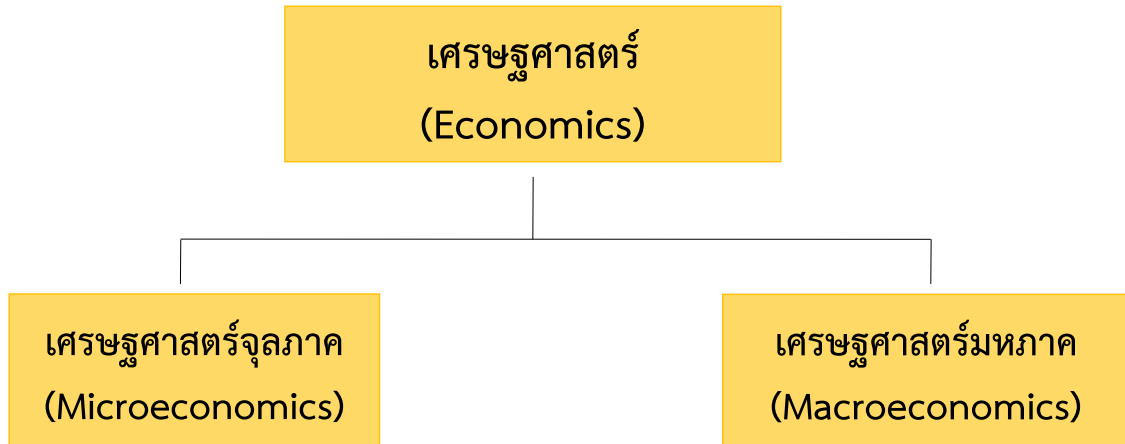 เศรษฐศาสตร์
(Economics)
เศรษฐศาสตร์จุลภาค
(Microeconomics)
เศรษฐศาสตร์มหภาค
(Macroeconomics)